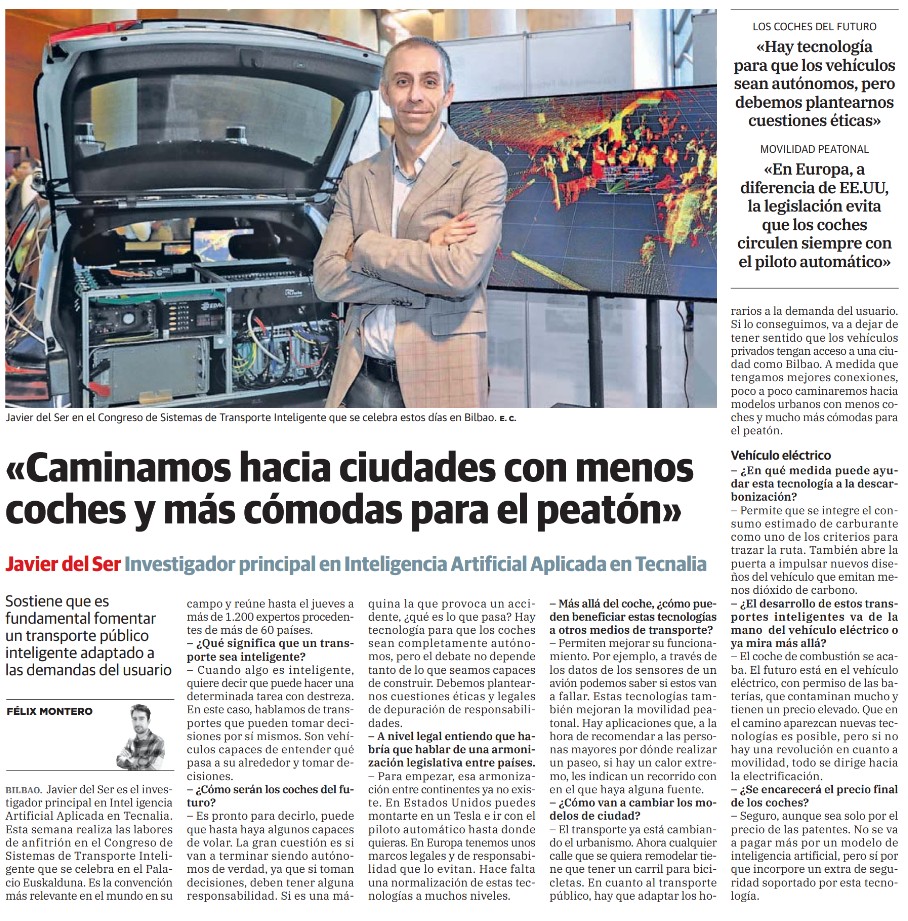 Javier del Ser en el Congreso de Sistemas de Transporte Inteligente que se celebra estos días en Bilbao. E. C.
«Caminamos hacia ciudades con menos
coches y más cómodas para el peatón»
Javier del Ser Investigador principal en Inteligencia Artificial Aplicada en Tecnalia
Sostiene que es
fundamental fomentar
un transporte público
inteligente adaptado a
las demandas del usuario
FÉLIX MONTERO
BILBAO. Javier del Ser es el inves-
tigador principal en Intel igencia
Artificial Aplicada en Tecnalia.
Esta semana realiza las labores
de anfitrión en el Congreso de
Sistemas de Transporte Inteli-
gente que se celebra en el Pala-
cio Euskalduna. Es la convención
más relevante en el mundo en su
campo y reúne hasta el jueves a
más de 1.200 expertos proceden-
tes de más de 60 países.
– ¿Qué significa que un transpor-
te sea inteligente?
– Cuando algo es inteligente,
quiere decir que puede hacer una
determinada tarea con destreza.
En este caso, hablamos de trans-
portes que pueden tomar deci-
siones por sí mismos. Son vehí-
culos capaces de entender qué
pasa a su alrededor y tomar de-
cisiones.
– ¿Cómo serán los coches del fu-
turo?
– Es pronto para decirlo, puede
que hasta haya algunos capaces
de volar. La gran cuestión es si
van a terminar siendo autóno-
mos de verdad, ya que si toman
decisiones, deben tener alguna
responsabilidad. Si es una má-
quina la que provoca un acciden-
te, ¿qué es lo que pasa? Hay
tecnología para que los coches
sean completamente autóno-
mos, pero el debate no depende
tanto de lo que seamos capaces
de construir. Debemos plantear-
nos cuestiones éticas y legales
de depuración de responsabili-
dades.
– A nivel legal entiendo que ha-
bría que hablar de una armoni-
zación legislativa entre países.
– Para empezar, esa armoniza-
ción entre continentes ya no exis-
te. En Estados Unidos puedes
montarte en un Tesla e ir con el
piloto automático hasta donde
quieras. En Europa tenemos unos
marcos legales y de responsabi-
lidad que lo evitan. Hace falta
una normalización de estas tec-
nologías a muchos niveles.
– Más allá del coche, ¿cómo pue-
den beneficiar estas tecnologías
a otros medios de transporte?
– Permiten mejorar su funciona-
miento. Por ejemplo, a través de
los datos de los sensores de un
avión podemos saber si estos van
a fallar. Estas tecnologías tam-
bién mejoran la movilidad pea-
tonal. Hay aplicaciones que, a la
hora de recomendar a las perso-
nas mayores por dónde realizar
un paseo, si hay un calor extre-
mo, les indican un recorrido con
el que haya alguna fuente.
– ¿Cómo van a cambiar los mo-
delos de ciudad?
– El transporte ya está cambian-
do el urbanismo. Ahora cualquier
calle que se quiera remodelar tie-
ne que tener un carril para bici-
cletas. En cuanto al transporte
público, hay que adaptar los ho-
LOS COCHES DEL FUTURO
«Hay tecnología
para que los vehículos
sean autónomos, pero
debemos plantearnos
cuestiones éticas»
MOVILIDAD PEATONAL
«En Europa, a
diferencia de EE.UU,
la legislación evita
que los coches
circulen siempre con
el piloto automático»
rarios a la demanda del usuario.
Si lo conseguimos, va a dejar de
tener sentido que los vehículos
privados tengan acceso a una ciu-
dad como Bilbao. A medida que
tengamos mejores conexiones,
poco a poco caminaremos hacia
modelos urbanos con menos co-
ches y mucho más cómodas para
el peatón.
Vehículo eléctrico
– ¿En qué medida puede ayu-
dar esta tecnología a la descar-
bonización?
– Permite que se integre el con-
sumo estimado de carburante
como uno de los criterios para
trazar la ruta. También abre la
puerta a impulsar nuevos dise-
ños del vehículo que emitan me-
nos dióxido de carbono.
– ¿El desarrollo de estos trans-
portes inteligentes va de la
mano del vehículo eléctrico o
ya mira más allá?
– El coche de combustión se aca-
ba. El futuro está en el vehículo
eléctrico, con permiso de las ba-
terías, que contaminan mucho y
tienen un precio elevado. Que en
el camino aparezcan nuevas tec-
nologías es posible, pero si no
hay una revolución en cuanto a
movilidad, todo se dirige hacia
la electrificación.
– ¿Se encarecerá el precio final
de los coches?
– Seguro, aunque sea solo por el
precio de las patentes. No se va
a pagar más por un modelo de
inteligencia artificial, pero sí por
que incorpore un extra de segu-
ridad soportado por esta tecno-
logía.